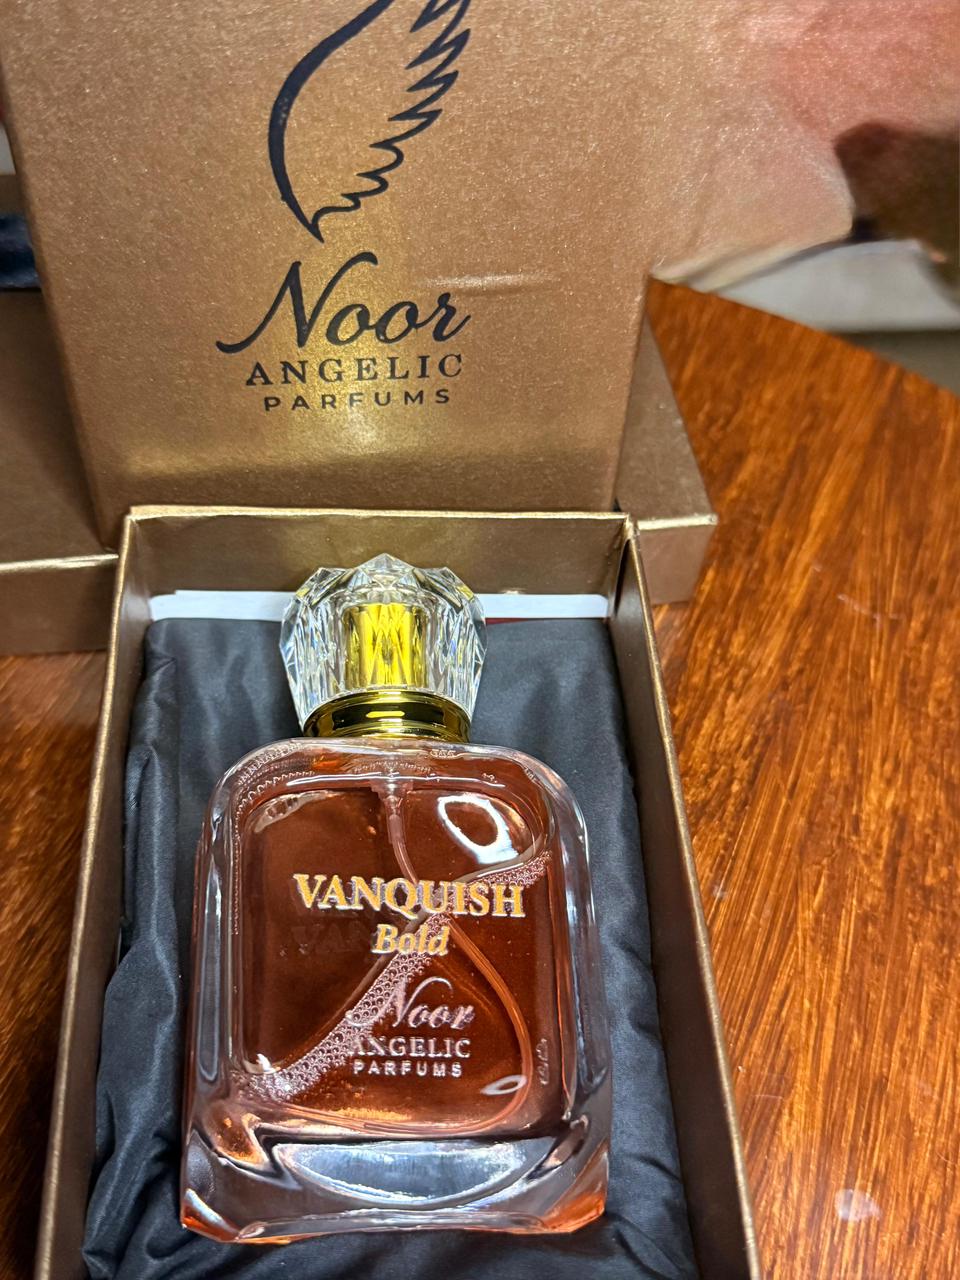 Noor
ANGELIC
PARFUMS
VANQUISH
Bold
Noor
ANGELIC
PARFUMS